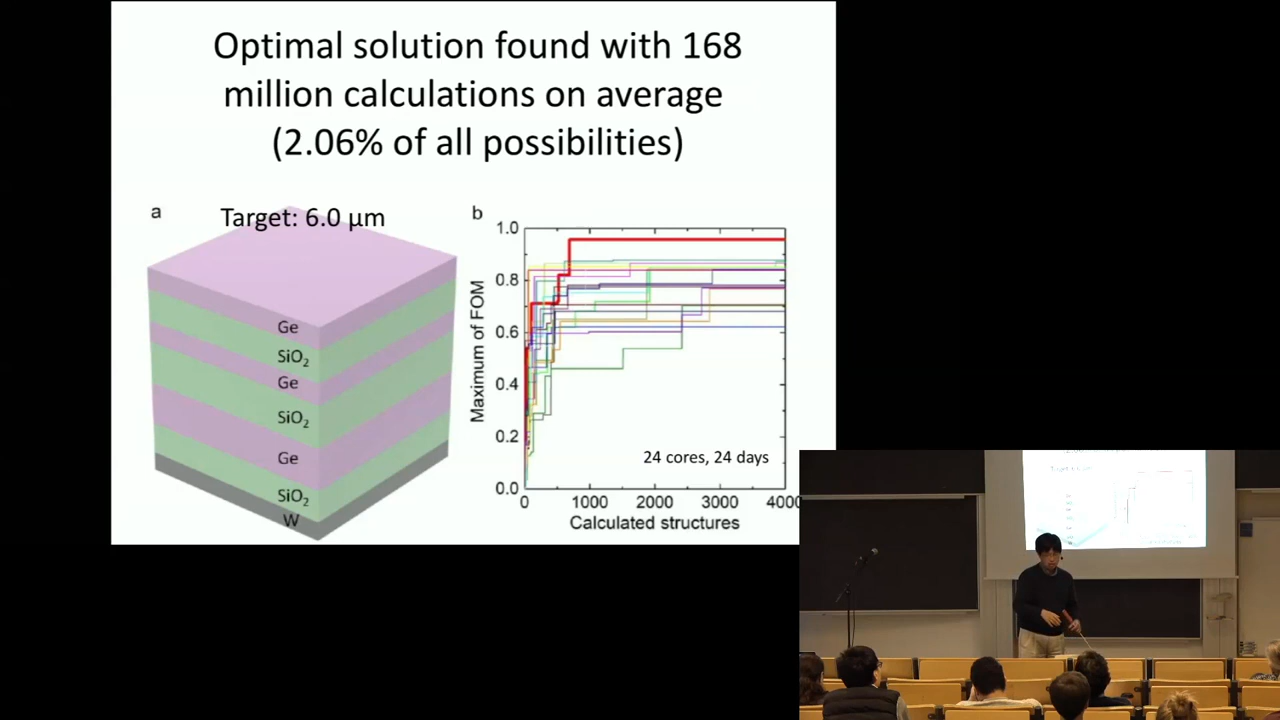 Optimal solution found with 168
million calculations on average
(2.06% of all possibilities)
a
Target: 6.0 µm
Ge
SiO2
Ge
SiO2
Ge
SiO2
W
b
Maximum of FOM
1.0
0.8
0.6
0.4
0.2
0.0
24 cores, 24 days
0 1000 2000 3000 4000
Calculated structures